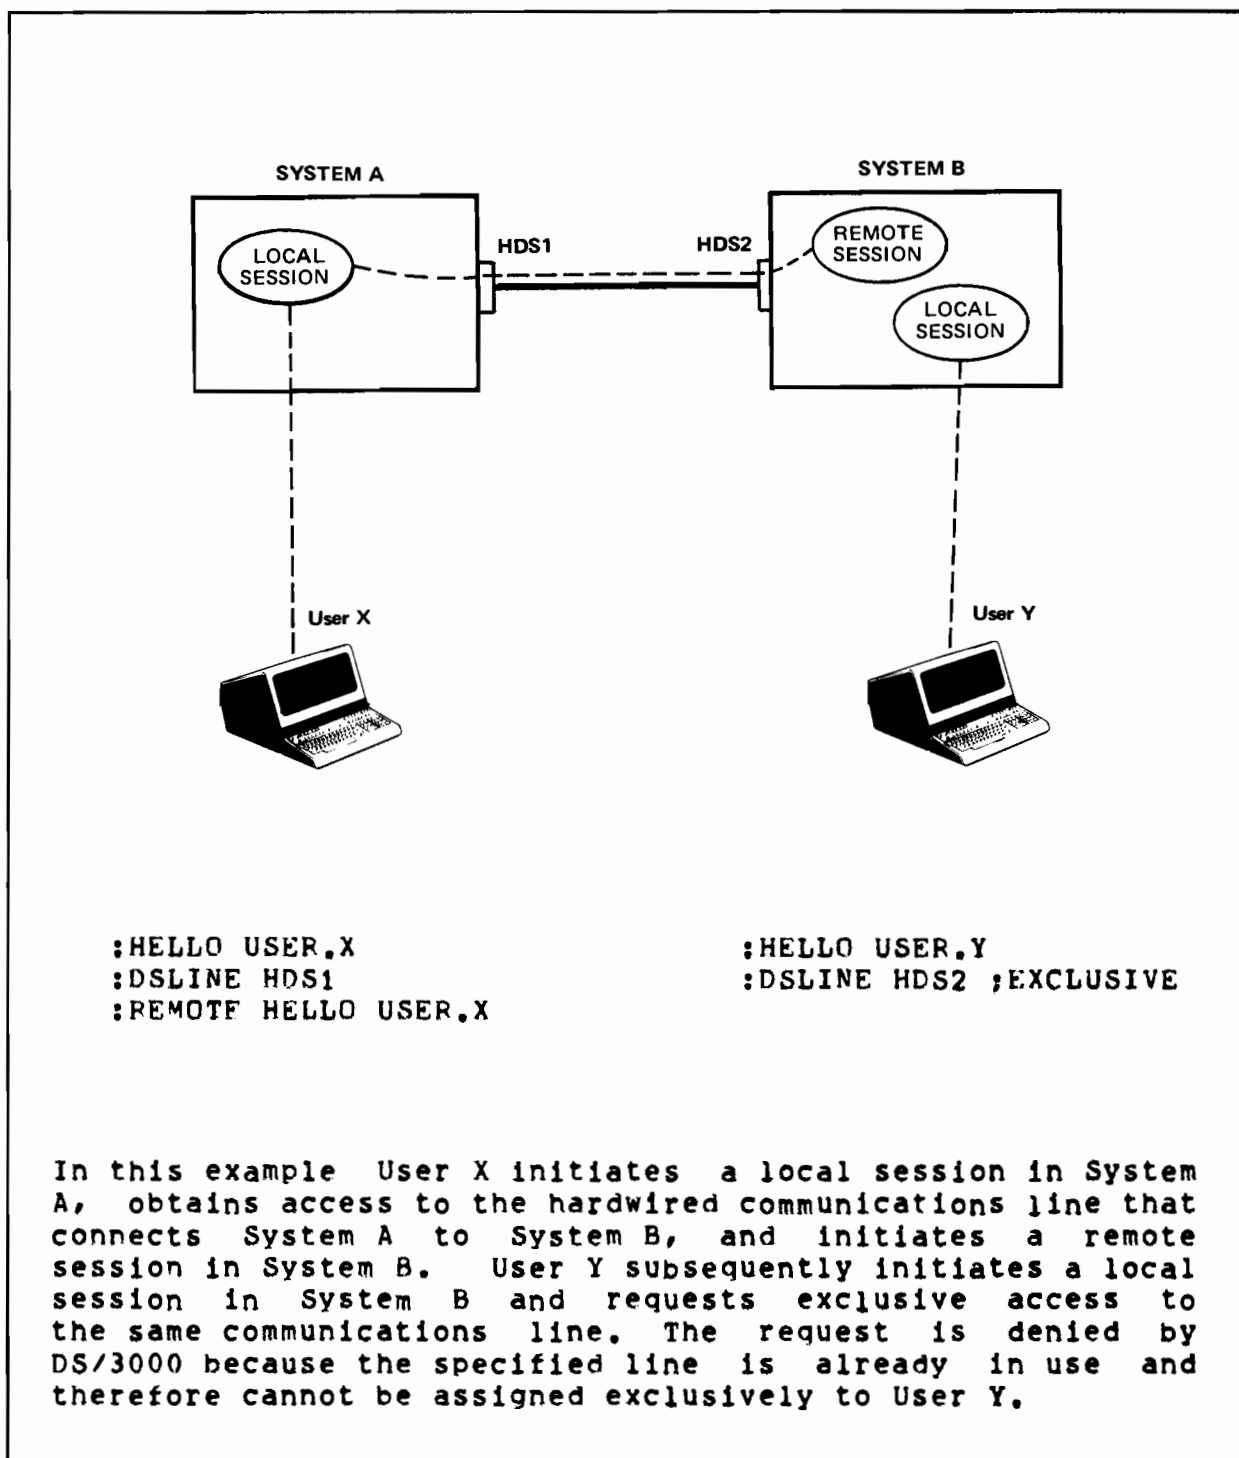 SYSTEM A
SYSTEM B
LOCAL
SESSION
HDS1
HDS2
REMOTE
SESSION
LOCAL
SESSION
User X
User Y
:HELLO USER.X
:DSLINE HDS1
:REMOTE HELLO USER.X
:HELLO USER.Y
:DSLINE HDS2 ;EXCLUSIVE
In this example User X initiates a local session in System
A, obtains access to the hardwired communications line that
connects System A to System B, and initiates a remote
session in System B. User Y subsequently initiates a local
session in System B and requests exclusive access to
the same communications line. The request is denied by
DS/3000 because the specified line is already in use and
therefore cannot be assigned exclusively to User Y.